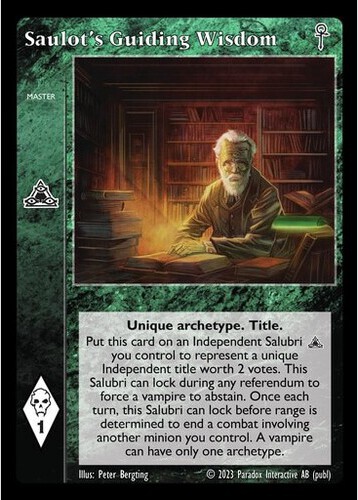 Saulot's Guiding Wisdom
MASTER
Unique archetype. Title.
Put this card on an Independent Salubri
you control to represent a unique
Independent title worth 2 votes. This
Salubri can lock during any referendum to
force a vampire to abstain. Once each
turn, this Salubri can lock before range is
determined to end a combat involving
another minion you control. A vampire
can have only one archetype.
1
Illus: Peter Bergting © 2023 Paradox Interactive AB (publ)